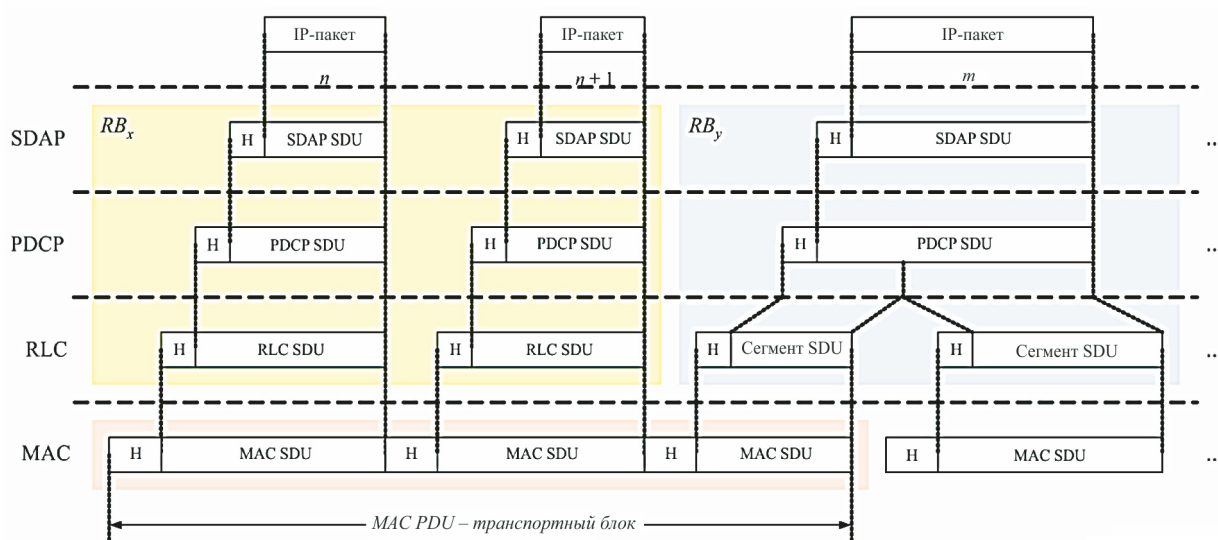 IP-пакет IP-пакет IP-пакет
n n + 1 m
RBx RBy
SDAP H SDAP SDU H SDAP SDU H SDAP SDU ..
PDCP H PDCP SDU H PDCP SDU H PDCP SDU ..
RLC H RLC SDU H RLC SDU H Сегмент SDU H Сегмент SDU ..
MAC H MAC SDU H MAC SDU H MAC SDU H MAC SDU ..
MAC PDU – транспортный блок